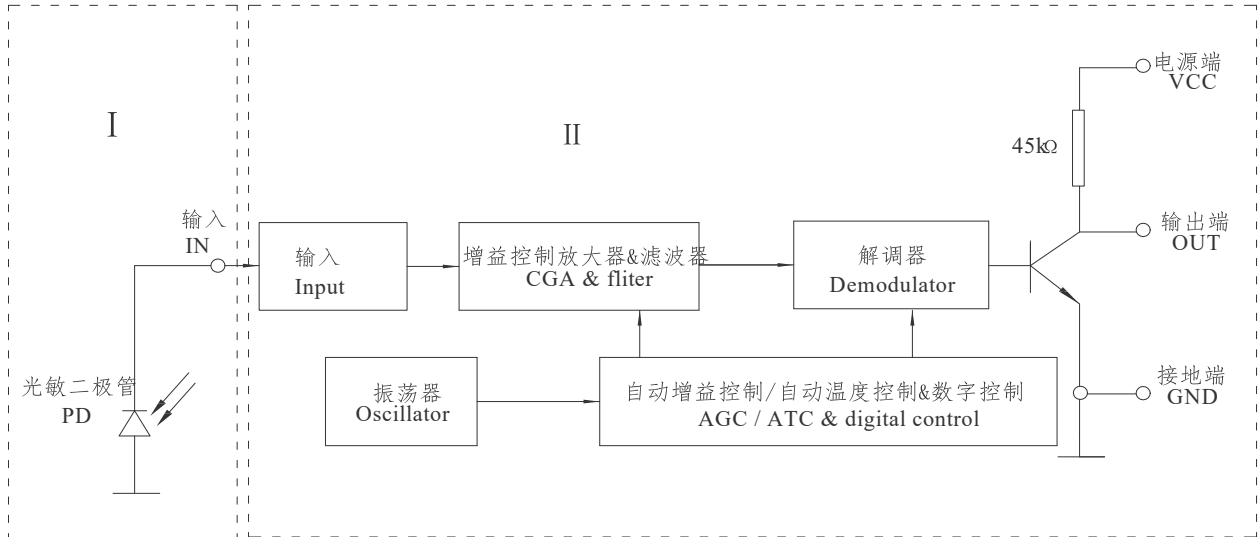 I
II
电源端
VCC
45kΩ
输入
IN
输入
Input
增益控制放大器&滤波器
CGA & fliter
解调器
Demodulator
输出端
OUT
光敏二极管
PD
振荡器
Oscillator
自动增益控制/自动温度控制&数字控制
AGC / ATC & digital control
接地端
GND